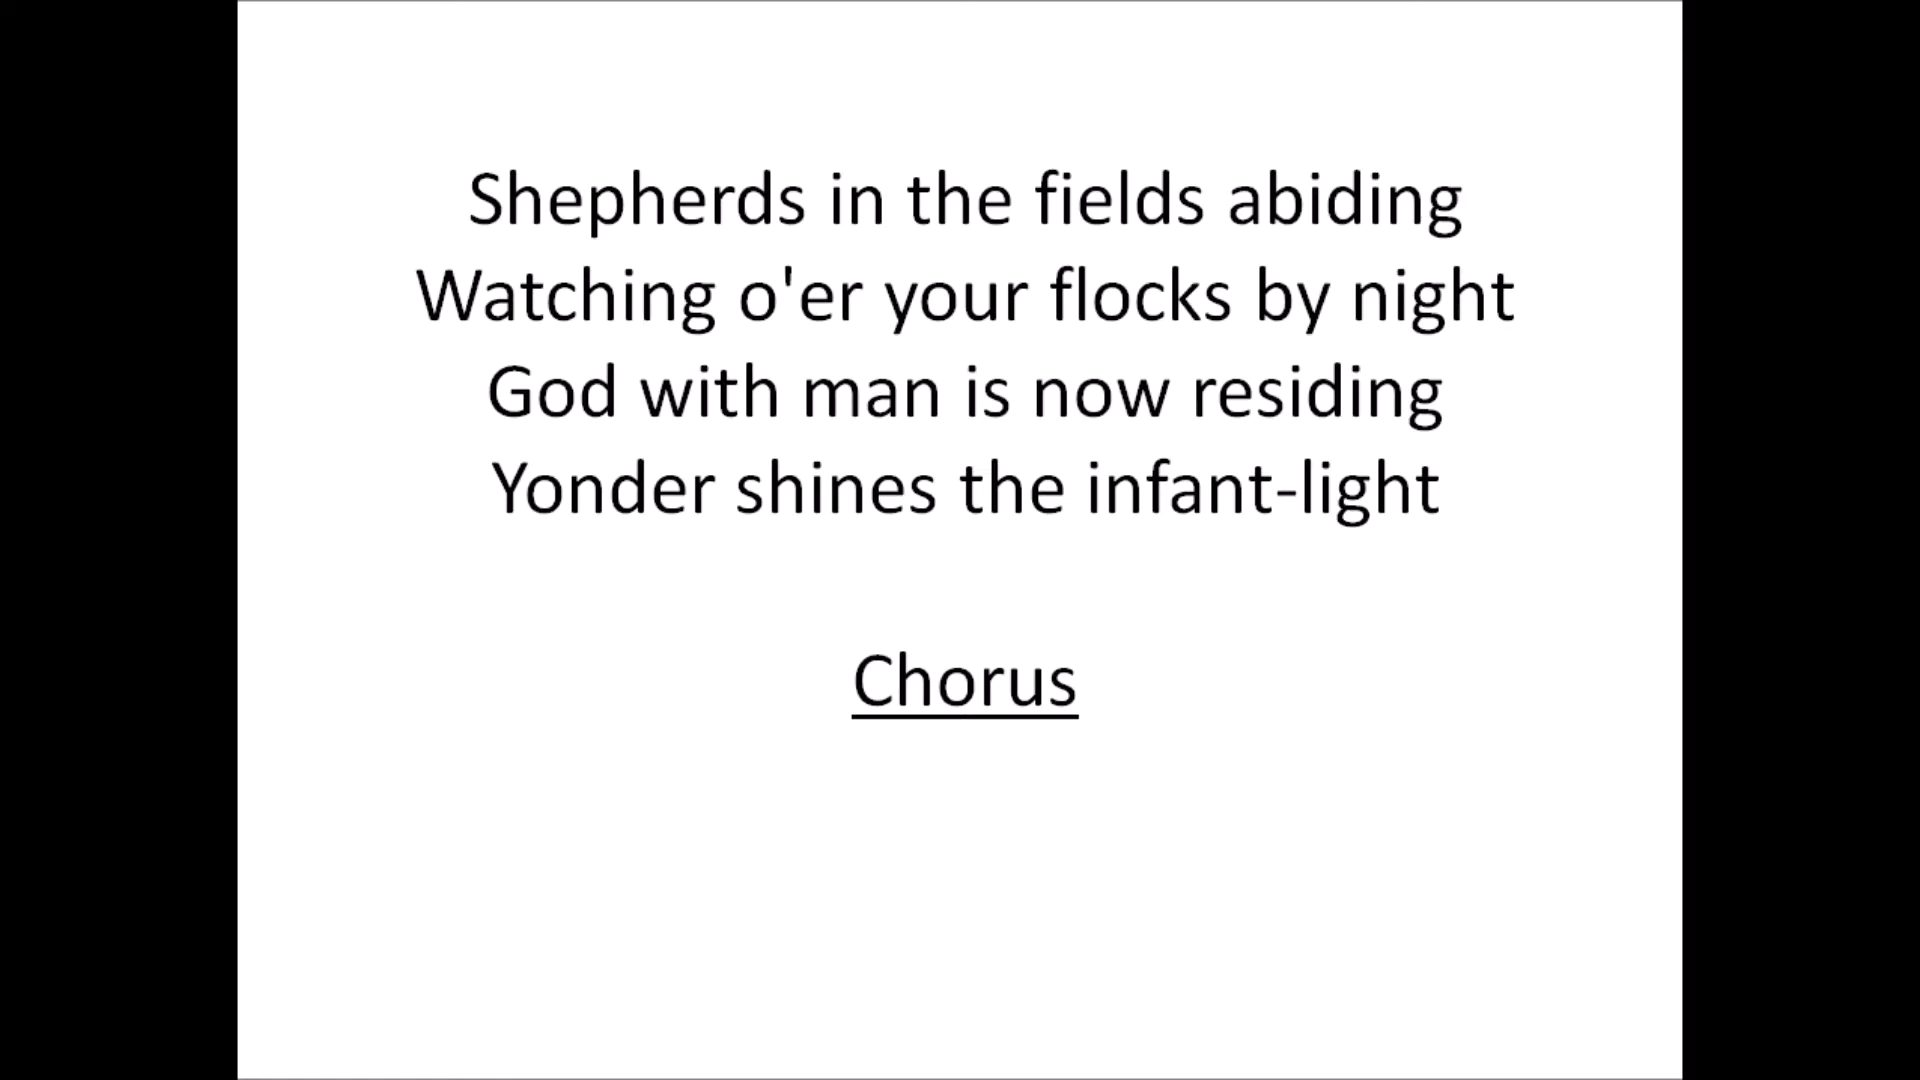 Shepherds in the fields abiding
Watching o'er your flocks by night
God with man is now residing
Yonder shines the infant-light
Chorus